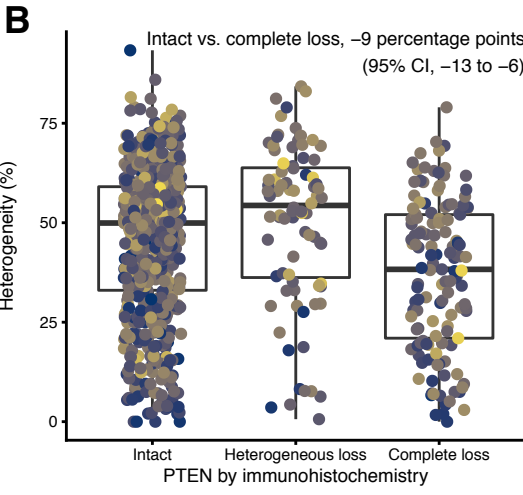 B
Intact vs. complete loss, −9 percentage points
(95% CI, −13 to −6)
Heterogeneity (%)
75
50
25
0
Intact
Heterogeneous loss
Complete loss
PTEN by immunohistochemistry